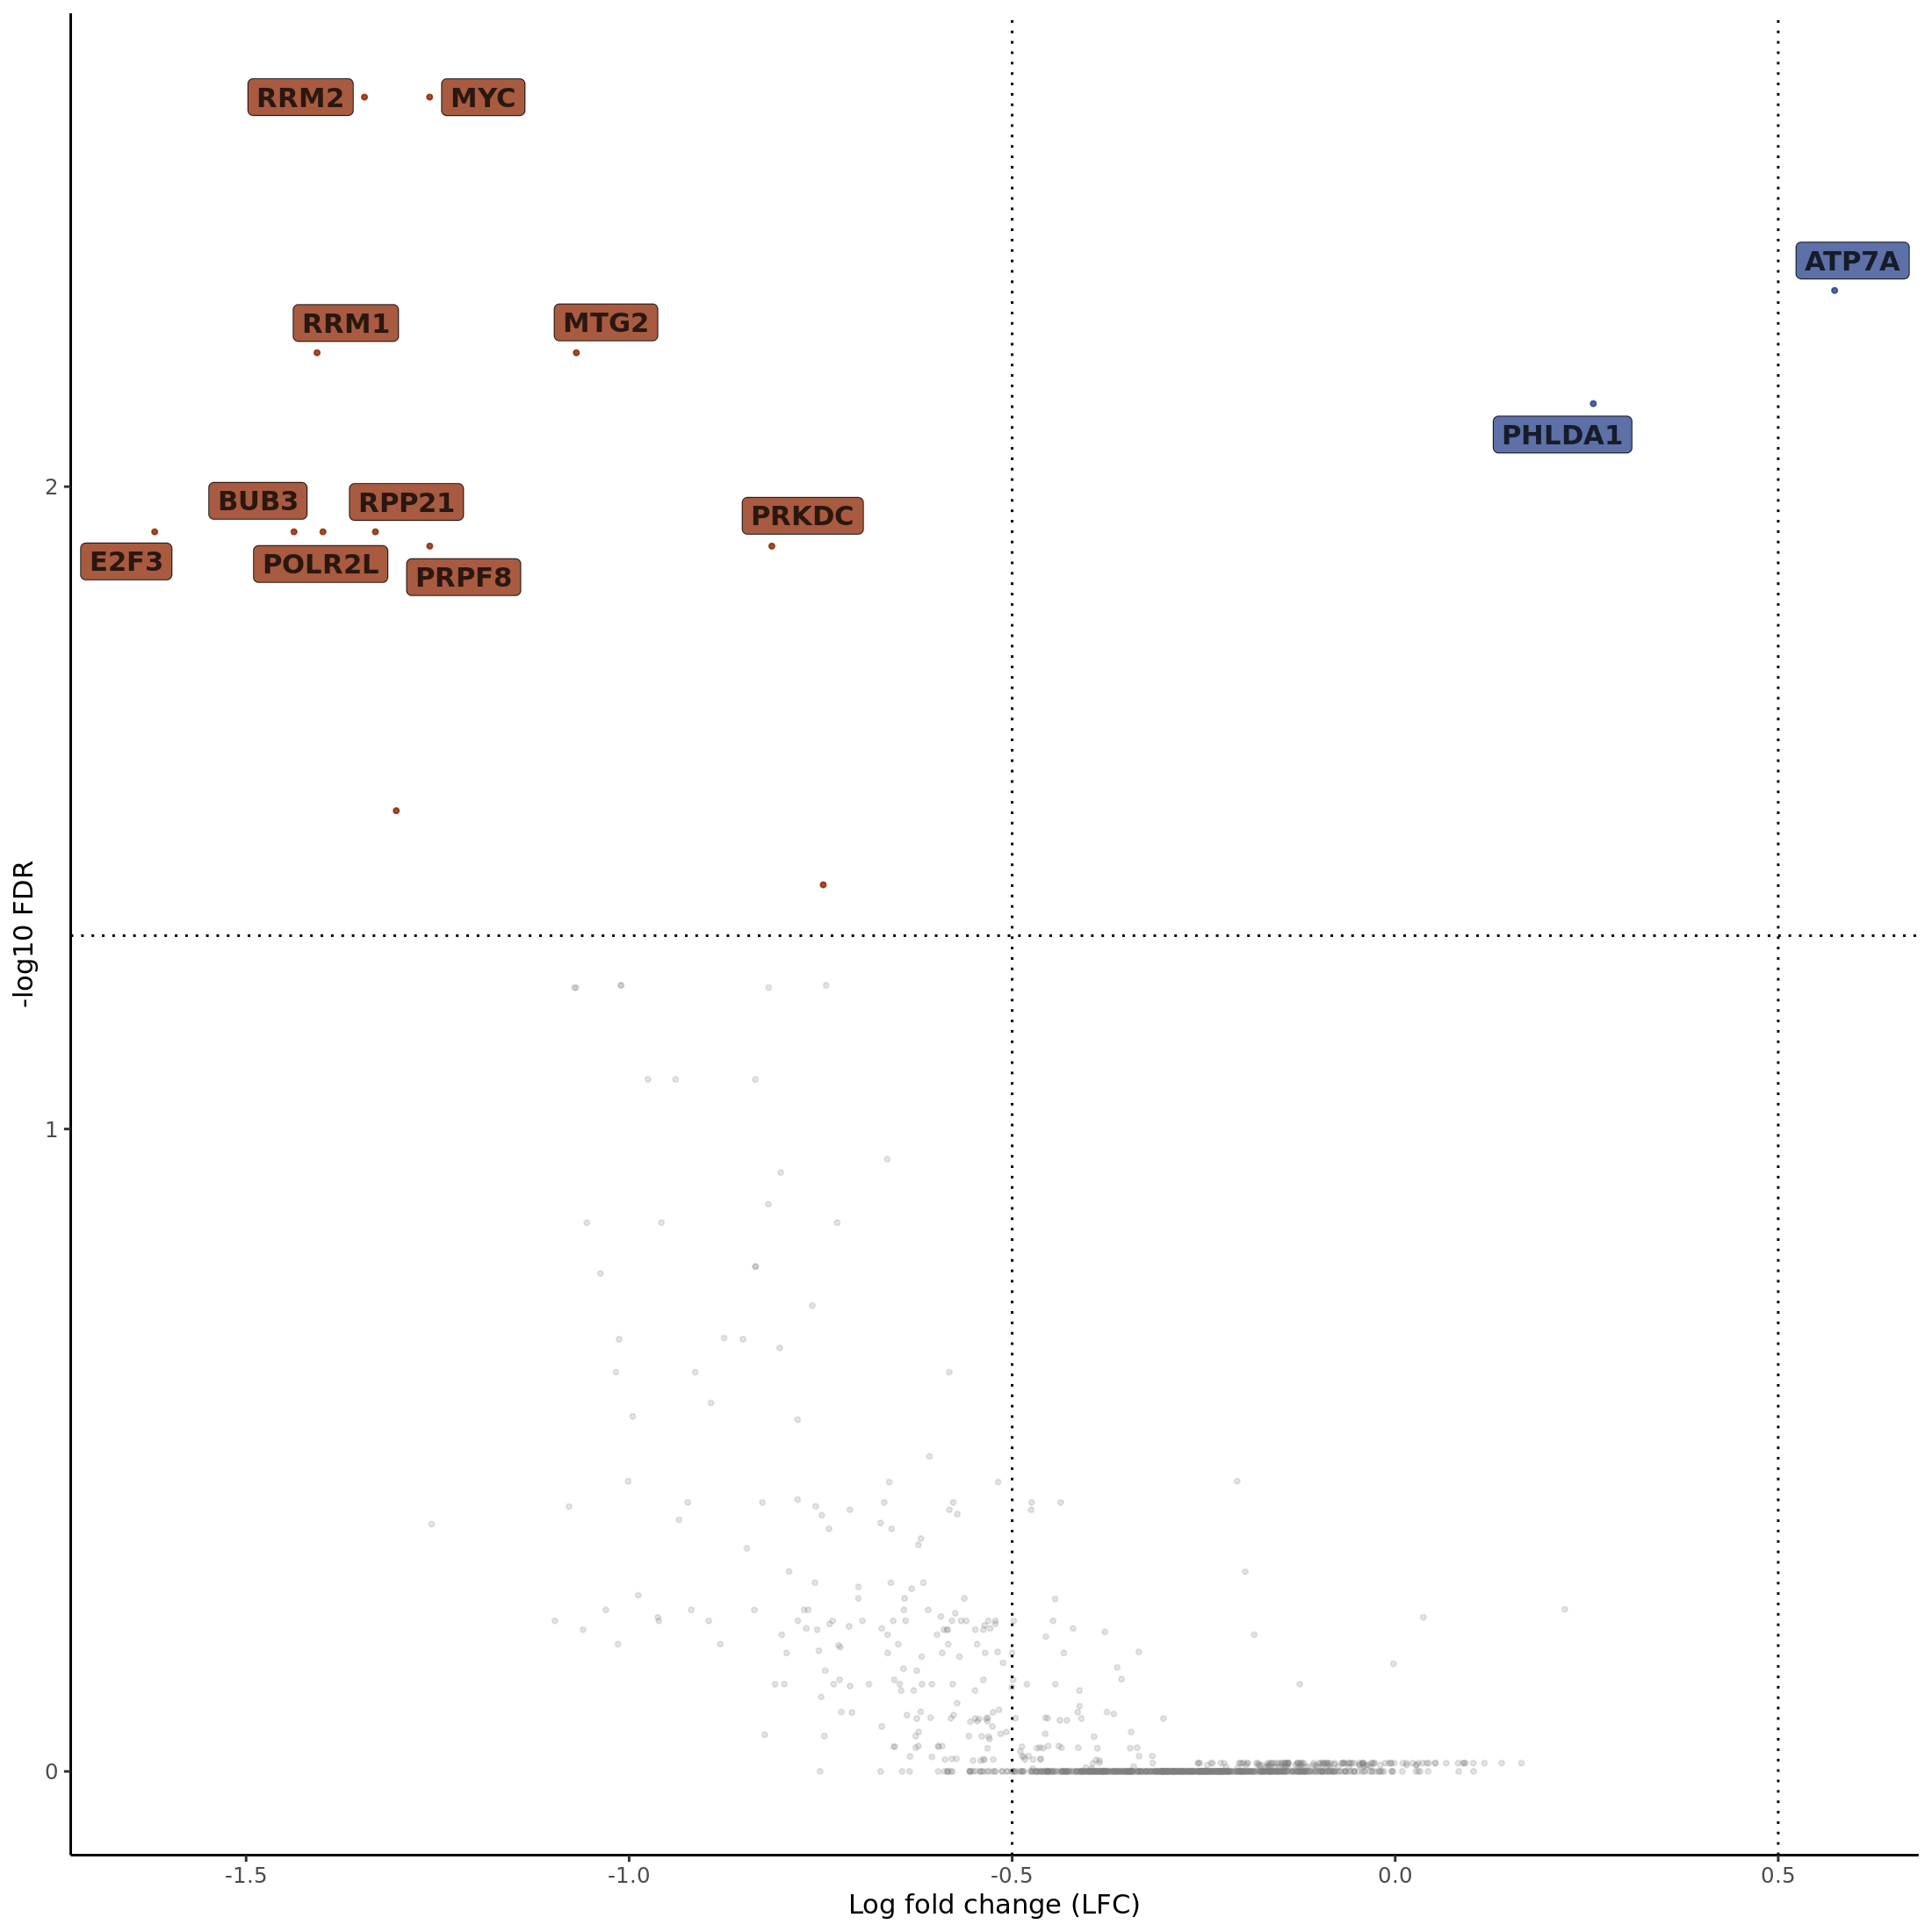 RRM2
MYC
ATP7A
RRM1
MTG2
PHLDA1
BUB3
RPP21
PRKDC
E2F3
POLR2L
PRPF8
-log10 FDR
2
1
0
-1.5
-1.0
-0.5
0.0
0.5
Log fold change (LFC)